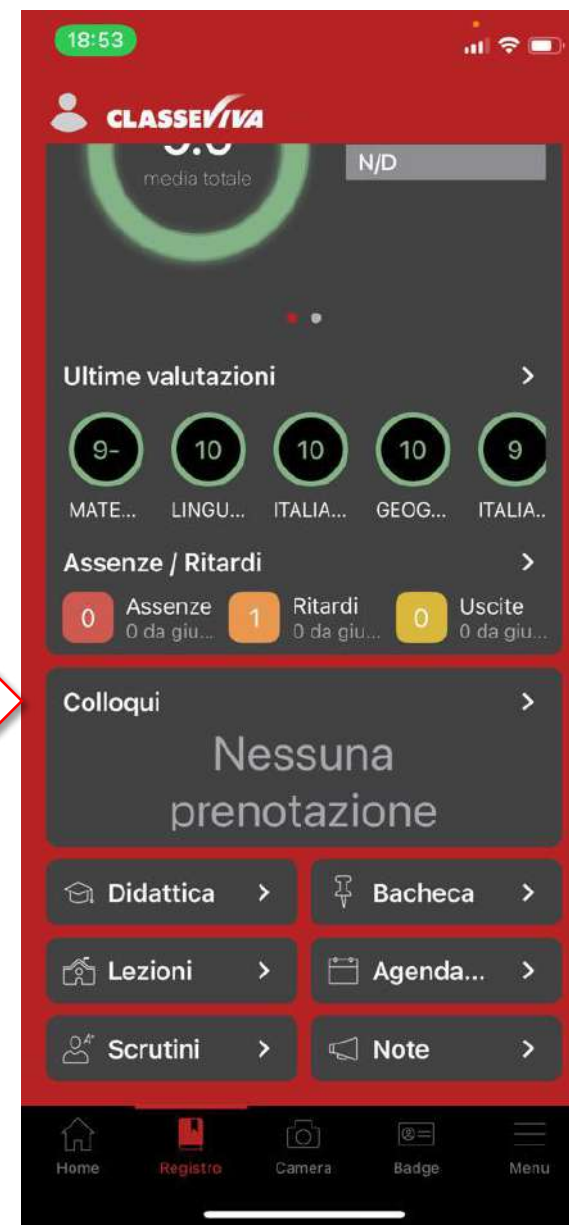 18:53
CLASSEVIVA
media totale
N/D
Ultime valutazioni
9- 10 10 10 9
MATE... LINGU... ITALIA... GEOG... ITALIA..
Assenze / Ritardi
0 Assenze 1 Ritardi 0 Uscite
0 da giu... 0 da giu... 0 da giu...
Colloqui
Nessuna
prenotazione
Didattica Bacheca
Lezioni Agenda...
Scrutini Note
Home Registro Camera Badge Menu